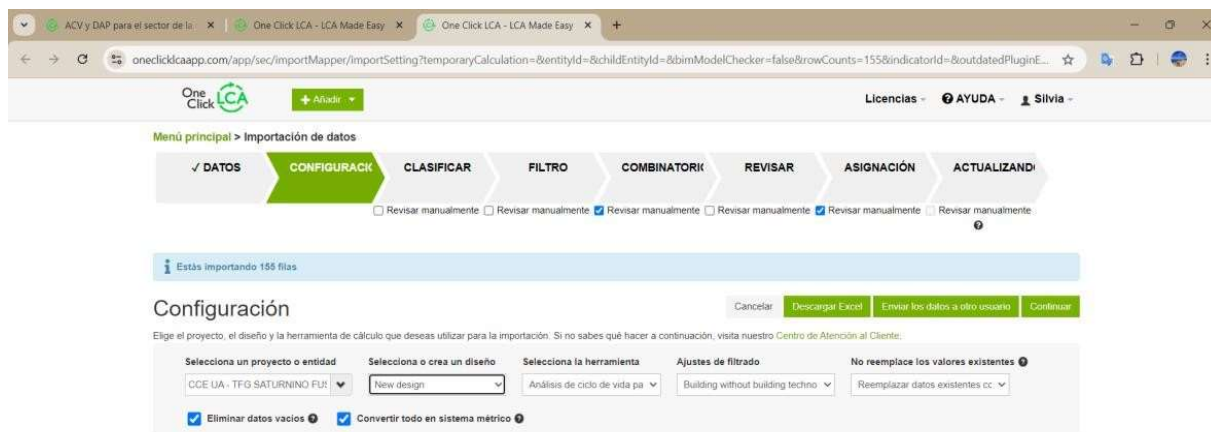 ACV y DAP para el sector de la
One Click LCA - LCA Made Easy
One Click LCA - LCA Made Easy
oneclicklcaapp.com/app/sec/importMapper/importSetting?temporaryCalculation=&entityId=&childEntityId=&bimModelChecker=false&rowCounts=155&indicatorId=&outdatedPluginE...
One Click LCA
+ Añadir
Licencias
AYUDA
Silvia
Menú principal > Importación de datos
✓ DATOS
CONFIGURACI
CLASIFICAR
FILTRO
COMBINATORI
REVISAR
ASIGNACIÓN
ACTUALIZAND
Revisar manualmente
Revisar manualmente
Revisar manualmente
Revisar manualmente
Revisar manualmente
Revisar manualmente
Estás importando 155 filas
Configuración
Cancelar
Descargar Excel
Enviar los datos a otro usuario
Continuar
Elige el proyecto, el diseño y la herramienta de cálculo que deseas utilizar para la importación. Si no sabes qué hacer a continuación, visita nuestro Centro de Atención al Cliente.
Selecciona un proyecto o entidad
Selecciona o crea un diseño
Selecciona la herramienta
Ajustes de filtrado
No reemplace los valores existentes
CCE UA - TFG SATURNINO FUS
New design
Análisis de ciclo de vida pa
Building without building techno
Reemplazar datos existentes cc
Eliminar datos vacios
Convertir todo en sistema métrico